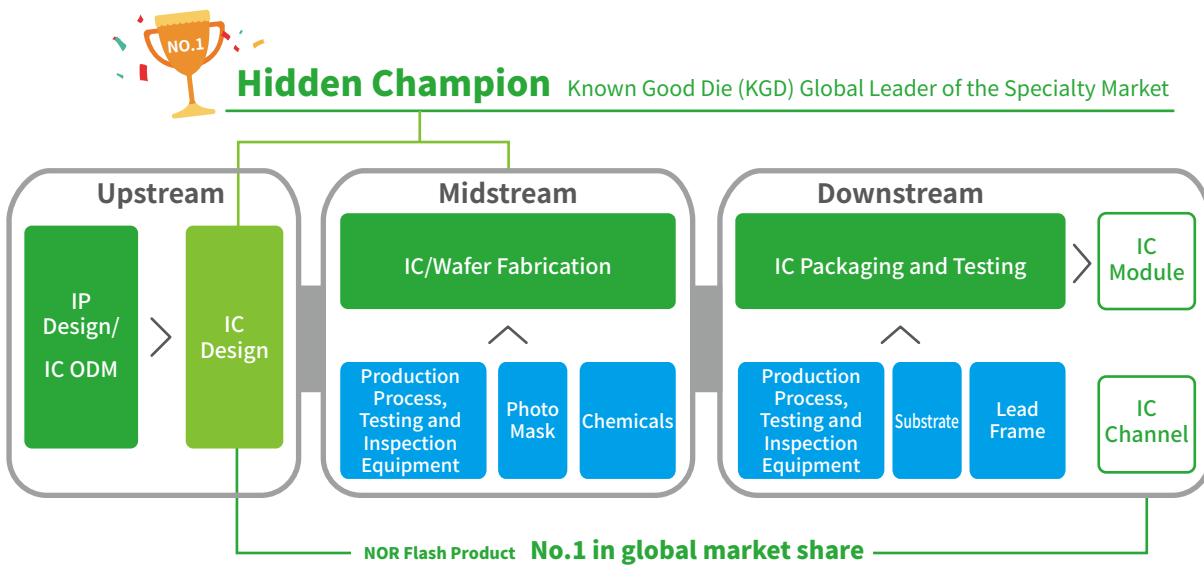 NO.1
Hidden Champion Known Good Die (KGD) Global Leader of the Specialty Market
Upstream
IP
Design/
IC ODM
IC
Design
Midstream
IC/Wafer Fabrication
Production
Process,
Testing and
Inspection
Equipment
Photo
Mask
Chemicals
Downstream
IC Packaging and Testing
IC
Module
Production
Process,
Testing and
Inspection
Equipment
Substrate
Lead
Frame
IC
Channel
NOR Flash Product No.1 in global market share